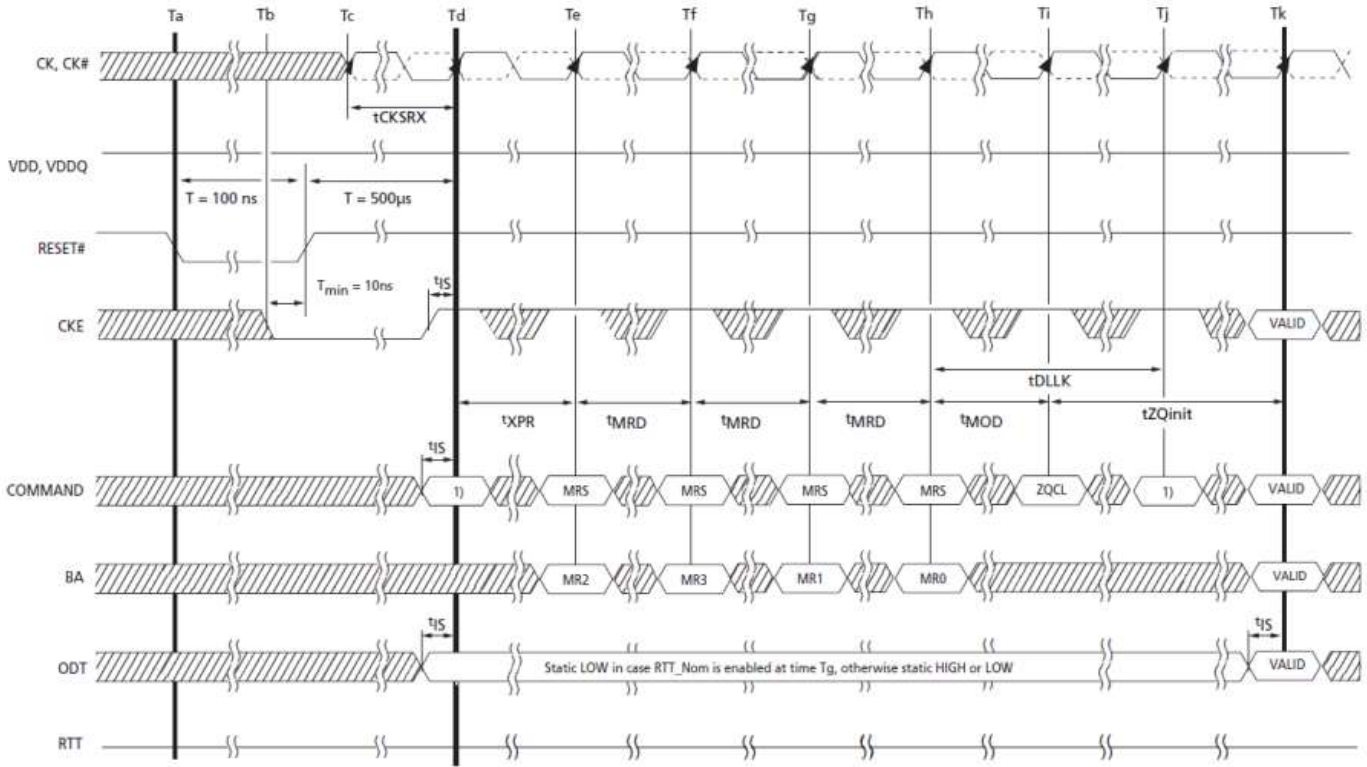 Ta Tb Tc Td Te Tf Tg Th Ti Tj Tk
CK, CK#
tCKSRX
VDD, VDDQ
T = 100 ns T = 500µs
RESET#
Tmin = 10ns tIS
CKE VALID
tDLLK
tXPR tMRD tMRD tMRD tMOD tZQinit
tIS
COMMAND 1) MRS MRS MRS MRS ZQCL 1) VALID
BA MR2 MR3 MR1 MR0 VALID
tIS tIS
ODT Static LOW in case RTT_Nom is enabled at time Tg, otherwise static HIGH or LOW VALID
RTT